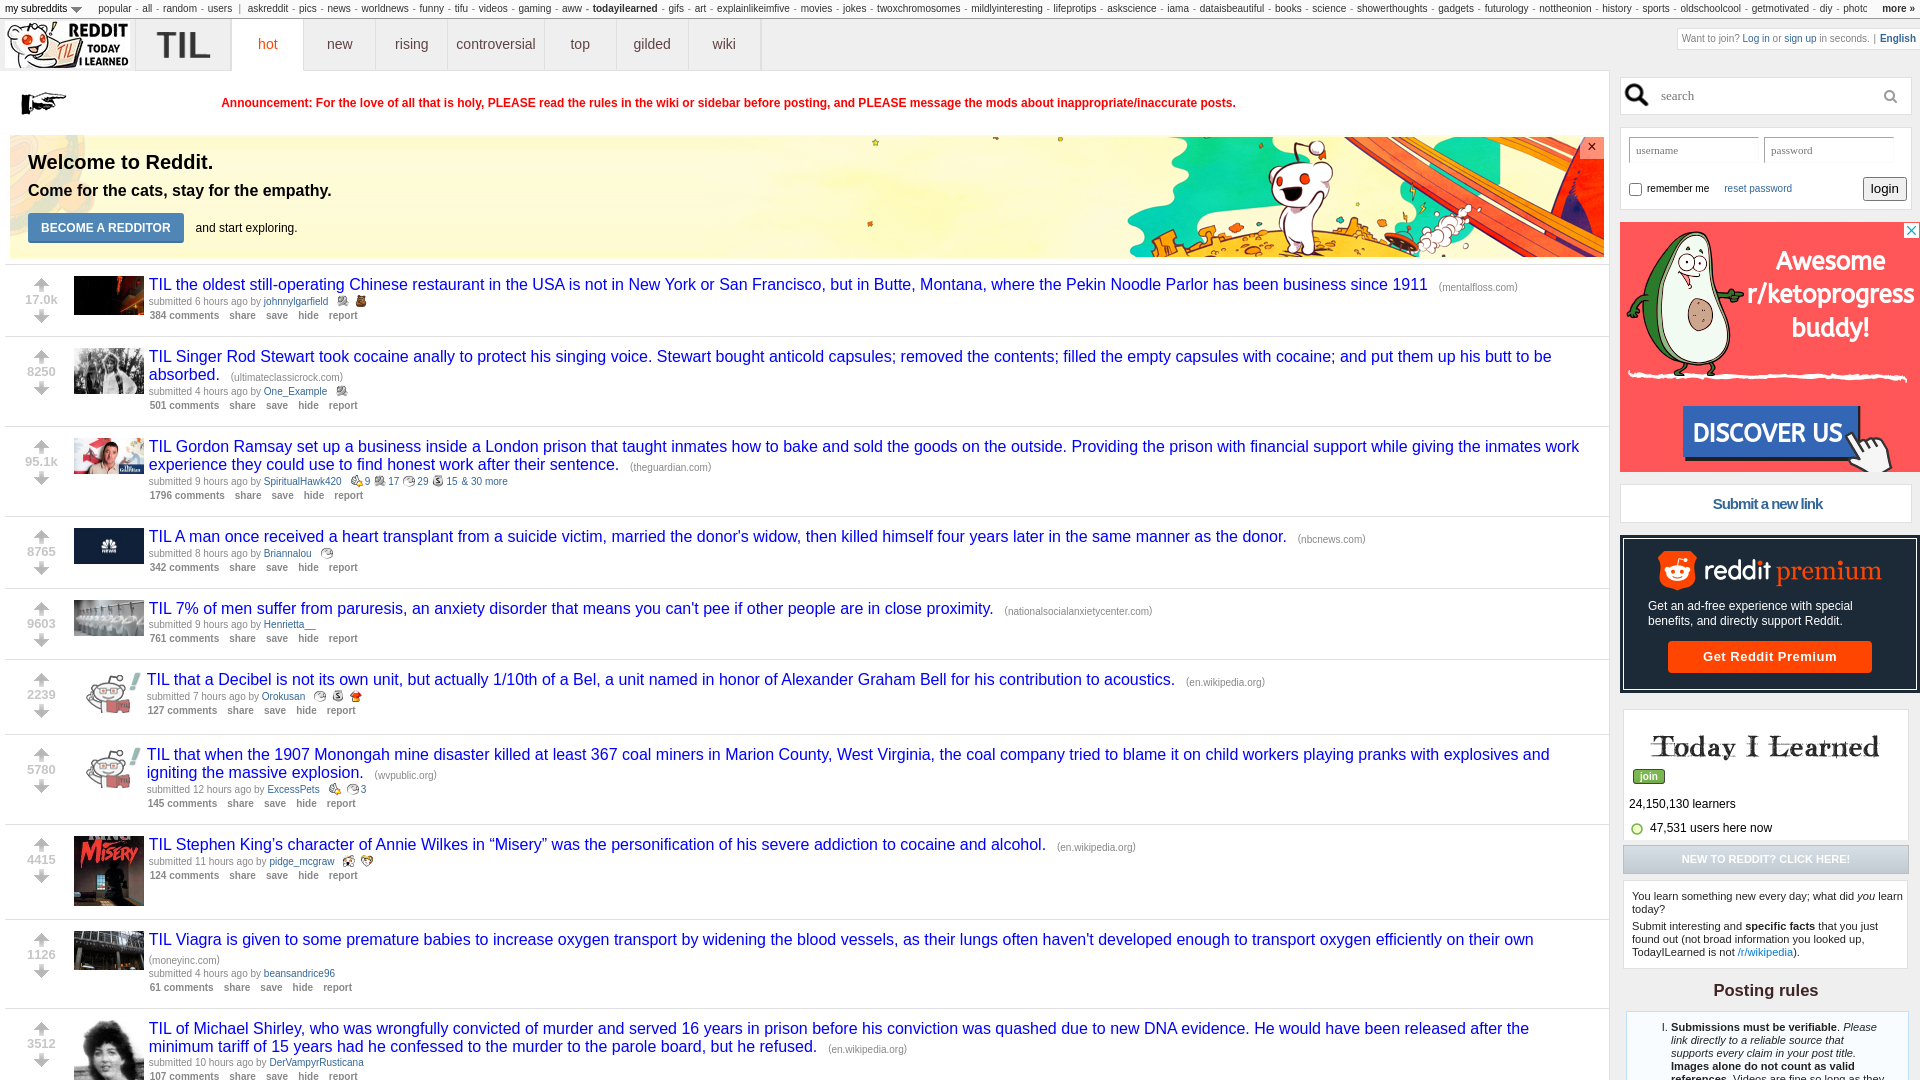 my subreddits popular - all - random - users | askreddit - pics - news - worldnews - funny - tifu - videos - gaming - aww - todayilearned - gifs - art - explainlikeimfive - movies - jokes - twoxchromosomes - mildlyinteresting - lifeprotips - askscience - iama - dataisbeautiful - books - science - showerthoughts - gadgets - futurology - nottheonion - history - sports - oldschoolcool - getmotivated - diy - photc more »
REDDIT
TODAY
I LEARNED
TIL
TIL
hot new rising controversial top gilded wiki
Want to join? Log in or sign up in seconds. | English
Announcement: For the love of all that is holy, PLEASE read the rules in the wiki or sidebar before posting, and PLEASE message the mods about inappropriate/inaccurate posts.
Welcome to Reddit.
Come for the cats, stay for the empathy.
BECOME A REDDITOR and start exploring.
×
17.0k
TIL the oldest still-operating Chinese restaurant in the USA is not in New York or San Francisco, but in Butte, Montana, where the Pekin Noodle Parlor has been business since 1911 (mentalfloss.com)
submitted 6 hours ago by johnnylgarfield
384 comments share save hide report
8250
TIL Singer Rod Stewart took cocaine anally to protect his singing voice. Stewart bought anticold capsules; removed the contents; filled the empty capsules with cocaine; and put them up his butt to be
absorbed. (ultimateclassicrock.com)
submitted 4 hours ago by One_Example
501 comments share save hide report
95.1k
TIL Gordon Ramsay set up a business inside a London prison that taught inmates how to bake and sold the goods on the outside. Providing the prison with financial support while giving the inmates work
experience they could use to find honest work after their sentence. (theguardian.com)
submitted 9 hours ago by SpiritualHawk420 9 17 29 15 & 30 more
1796 comments share save hide report
8765
NEWS
TIL A man once received a heart transplant from a suicide victim, married the donor's widow, then killed himself four years later in the same manner as the donor. (nbcnews.com)
submitted 8 hours ago by Briannalou
342 comments share save hide report
9603
TIL 7% of men suffer from paruresis, an anxiety disorder that means you can't pee if other people are in close proximity. (nationalsocialanxietycenter.com)
submitted 9 hours ago by Henrietta__
761 comments share save hide report
2239
TIL that a Decibel is not its own unit, but actually 1/10th of a Bel, a unit named in honor of Alexander Graham Bell for his contribution to acoustics. (en.wikipedia.org)
submitted 7 hours ago by Orokusan
127 comments share save hide report
5780
TIL that when the 1907 Monongah mine disaster killed at least 367 coal miners in Marion County, West Virginia, the coal company tried to blame it on child workers playing pranks with explosives and
igniting the massive explosion. (wvpublic.org)
submitted 12 hours ago by ExcessPets 3
145 comments share save hide report
4415
KING
MISERY
TIL Stephen King’s character of Annie Wilkes in “Misery” was the personification of his severe addiction to cocaine and alcohol. (en.wikipedia.org)
submitted 11 hours ago by pidge_mcgraw
124 comments share save hide report
1126
TIL Viagra is given to some premature babies to increase oxygen transport by widening the blood vessels, as their lungs often haven't developed enough to transport oxygen efficiently on their own
(moneyinc.com)
submitted 4 hours ago by beansandrice96
61 comments share save hide report
3512
TIL of Michael Shirley, who was wrongfully convicted of murder and served 16 years in prison before his conviction was quashed due to new DNA evidence. He would have been released after the
minimum tariff of 15 years had he confessed to the murder to the parole board, but he refused. (en.wikipedia.org)
submitted 10 hours ago by DerVampyrRusticana
107 comments share save hide report
search
username password
remember me reset password login
Awesome
r/ketoprogress
buddy!
DISCOVER US
Submit a new link
reddit premium
Get an ad-free experience with special
benefits, and directly support Reddit.
Get Reddit Premium
Today I Learned
join
24,150,130 learners
47,531 users here now
NEW TO REDDIT? CLICK HERE!
You learn something new every day; what did you learn
today?
Submit interesting and specific facts that you just
found out (not broad information you looked up,
TodayILearned is not /r/wikipedia).
Posting rules
I. Submissions must be verifiable. Please
link directly to a reliable source that
supports every claim in your post title.
Images alone do not count as valid
references. Videos are fine so long as they